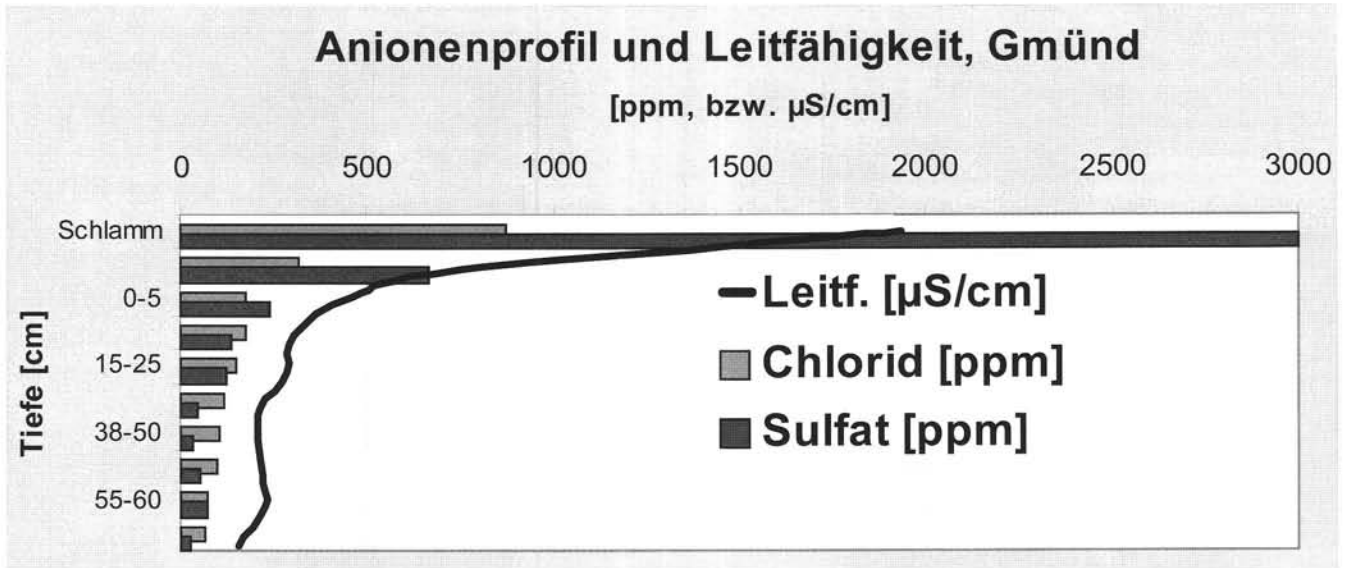 Anionenprofil und Leitfähigkeit, Gmünd
[ppm, bzw. µS/cm]
0 500 1000 1500 2000 2500 3000
Tiefe [cm]
Schlamm
0-5
15-25
38-50
55-60
Leitf. [µS/cm]
Chlorid [ppm]
Sulfat [ppm]